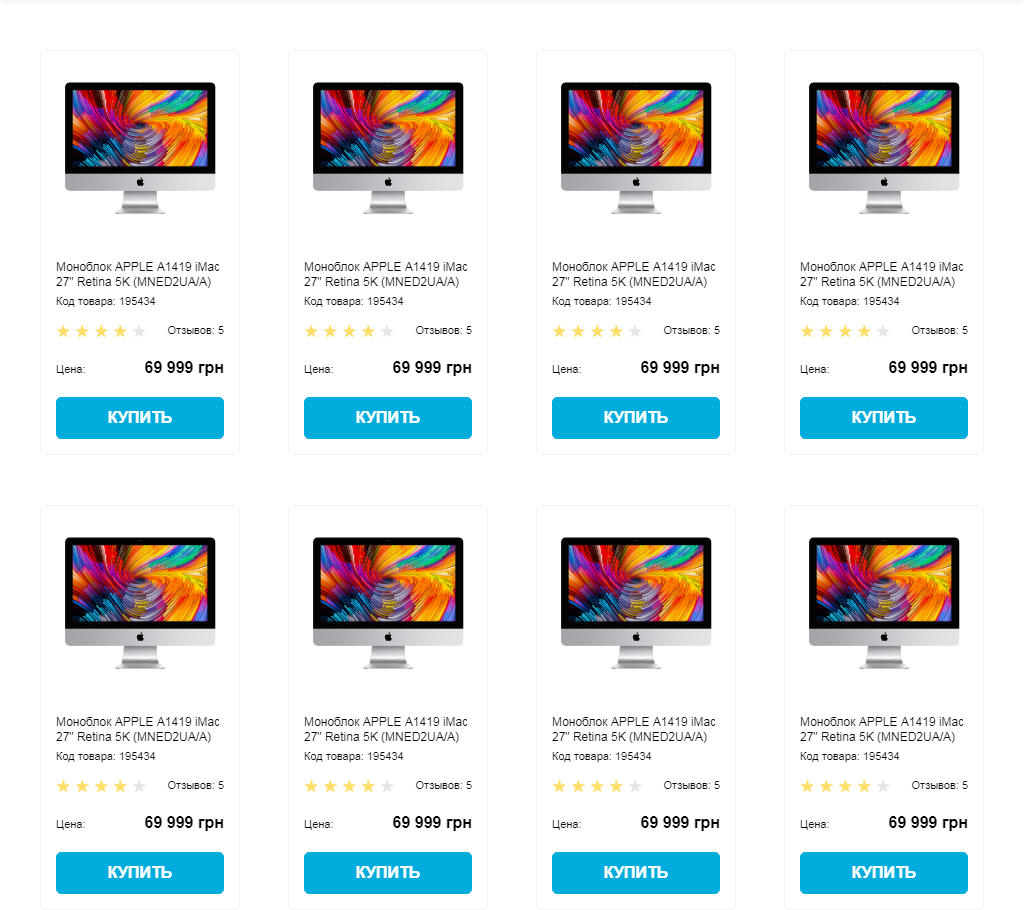 Моноблок APPLE A1419 iMac Моноблок APPLE A1419 iMac Моноблок APPLE A1419 iMac Моноблок APPLE A1419 iMac
27" Retina 5K (MNED2UA/A) 27" Retina 5K (MNED2UA/A) 27" Retina 5K (MNED2UA/A) 27" Retina 5K (MNED2UA/A)
Код товара: 195434 Код товара: 195434 Код товара: 195434 Код товара: 195434
Отзывов: 5 Отзывов: 5 Отзывов: 5 Отзывов: 5
Цена: 69 999 грн Цена: 69 999 грн Цена: 69 999 грн Цена: 69 999 грн
КУПИТЬ КУПИТЬ КУПИТЬ КУПИТЬ
Моноблок APPLE A1419 iMac Моноблок APPLE A1419 iMac Моноблок APPLE A1419 iMac Моноблок APPLE A1419 iMac
27" Retina 5K (MNED2UA/A) 27" Retina 5K (MNED2UA/A) 27" Retina 5K (MNED2UA/A) 27" Retina 5K (MNED2UA/A)
Код товара: 195434 Код товара: 195434 Код товара: 195434 Код товара: 195434
Отзывов: 5 Отзывов: 5 Отзывов: 5 Отзывов: 5
Цена: 69 999 грн Цена: 69 999 грн Цена: 69 999 грн Цена: 69 999 грн
КУПИТЬ КУПИТЬ КУПИТЬ КУПИТЬ